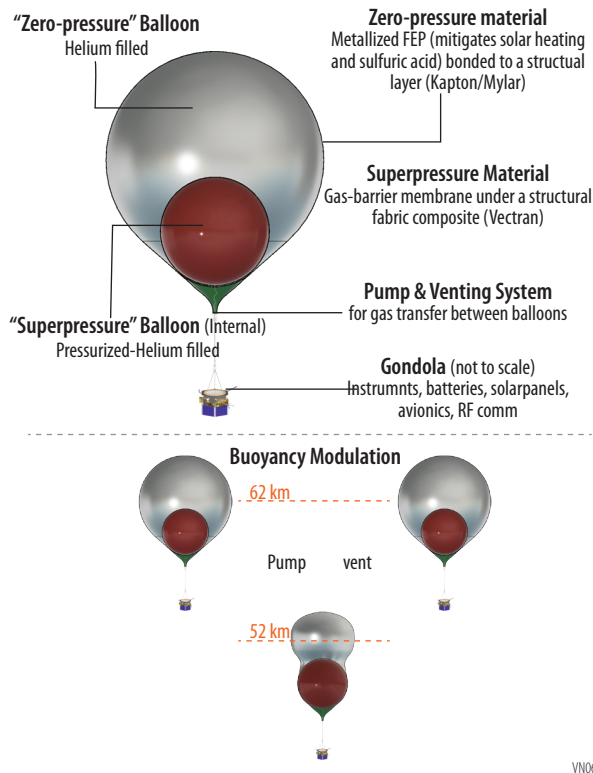 “Zero-pressure” Balloon
Helium filled
Zero-pressure material
Metallized FEP (mitigates solar heating
and sulfuric acid) bonded to a structual
layer (Kapton/Mylar)
Superpressure Material
Gas-barrier membrane under a structural
fabric composite (Vectran)
Pump & Venting System
for gas transfer between balloons
“Superpressure” Balloon (Internal)
Pressurized-Helium filled
Gondola (not to scale)
Instrumnts, batteries, solarpanels,
avionics, RF comm
Buoyancy Modulation
62 km
Pump vent
52 km
VN06